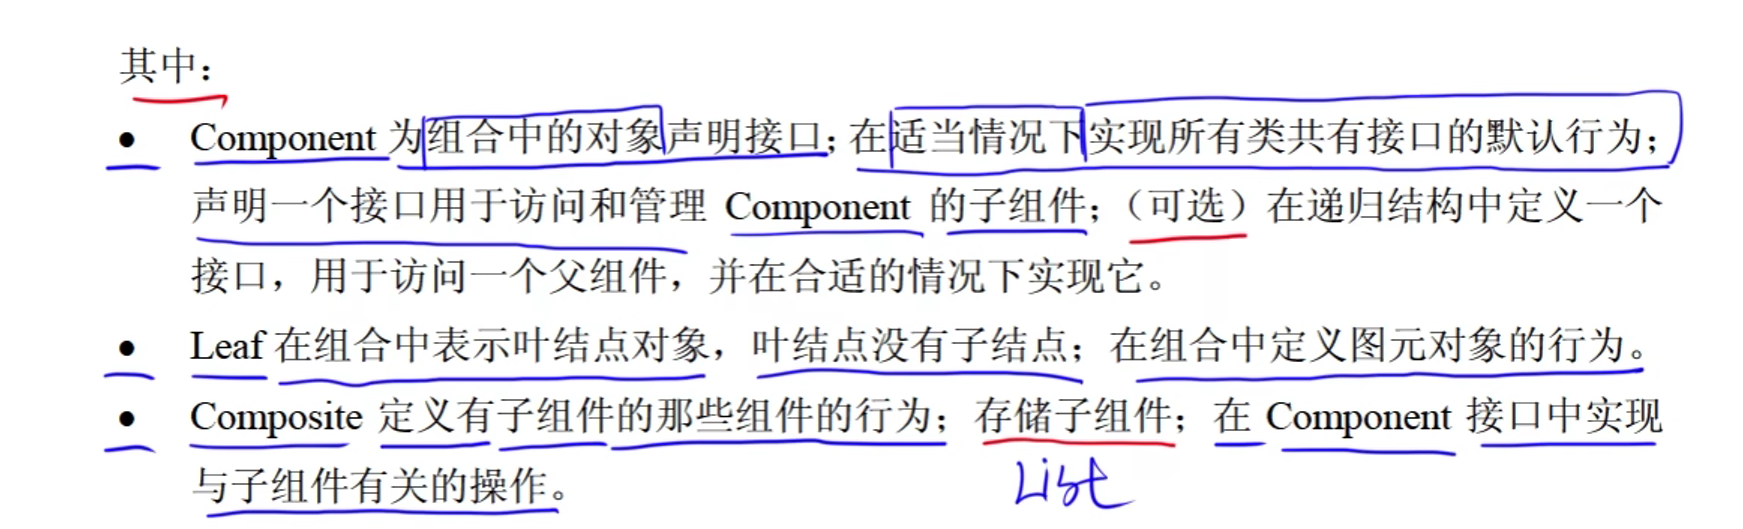 其中：
• Component 为组合中的对象声明接口；在适当情况下实现所有类共有接口的默认行为；
声明一个接口用于访问和管理 Component 的子组件；（可选）在递归结构中定义一个
接口，用于访问一个父组件，并在合适的情况下实现它。
• Leaf 在组合中表示叶结点对象，叶结点没有子结点；在组合中定义图元对象的行为。
• Composite 定义有子组件的那些组件的行为；存储子组件；在 Component 接口中实现
与子组件有关的操作。
List